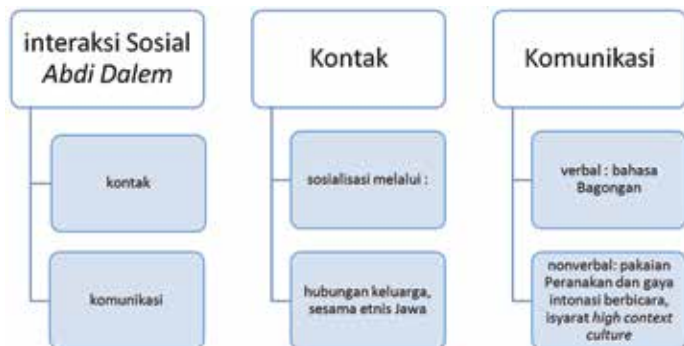 interaksi Sosial
Abdi Dalem
kontak
komunikasi
Kontak
sosialisasi melalui :
hubungan keluarga,
sesama etnis Jawa
Komunikasi
verbal : bahasa
Bagongan
nonverbal: pakaian
Peranakan dan gaya
intonasi berbicara,
isyarat high context
culture